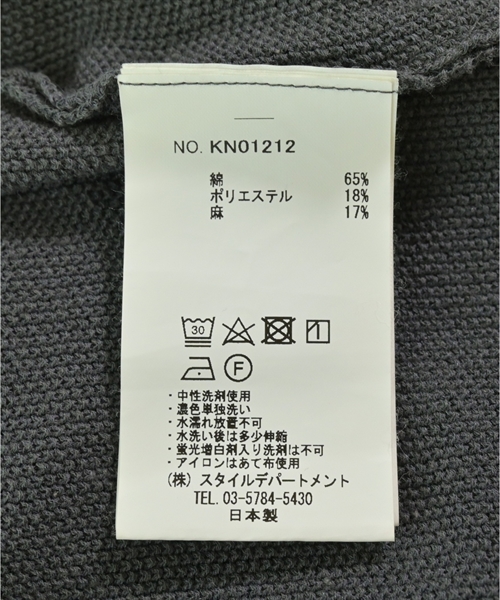 NO. KN01212
綿 65%
ポリエステル 18%
麻 17%
30
F
・中性洗剤使用
・濃色単独洗い
・水濡れ放置不可
・水洗い後は多少伸縮
・蛍光増白剤入り洗剤は不可
・アイロンはあて布使用
(株) スタイルデパートメント
TEL. 03-5784-5430
日本製